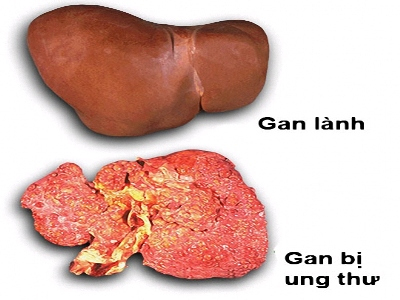 Gan lành
Gan bị
ung thư